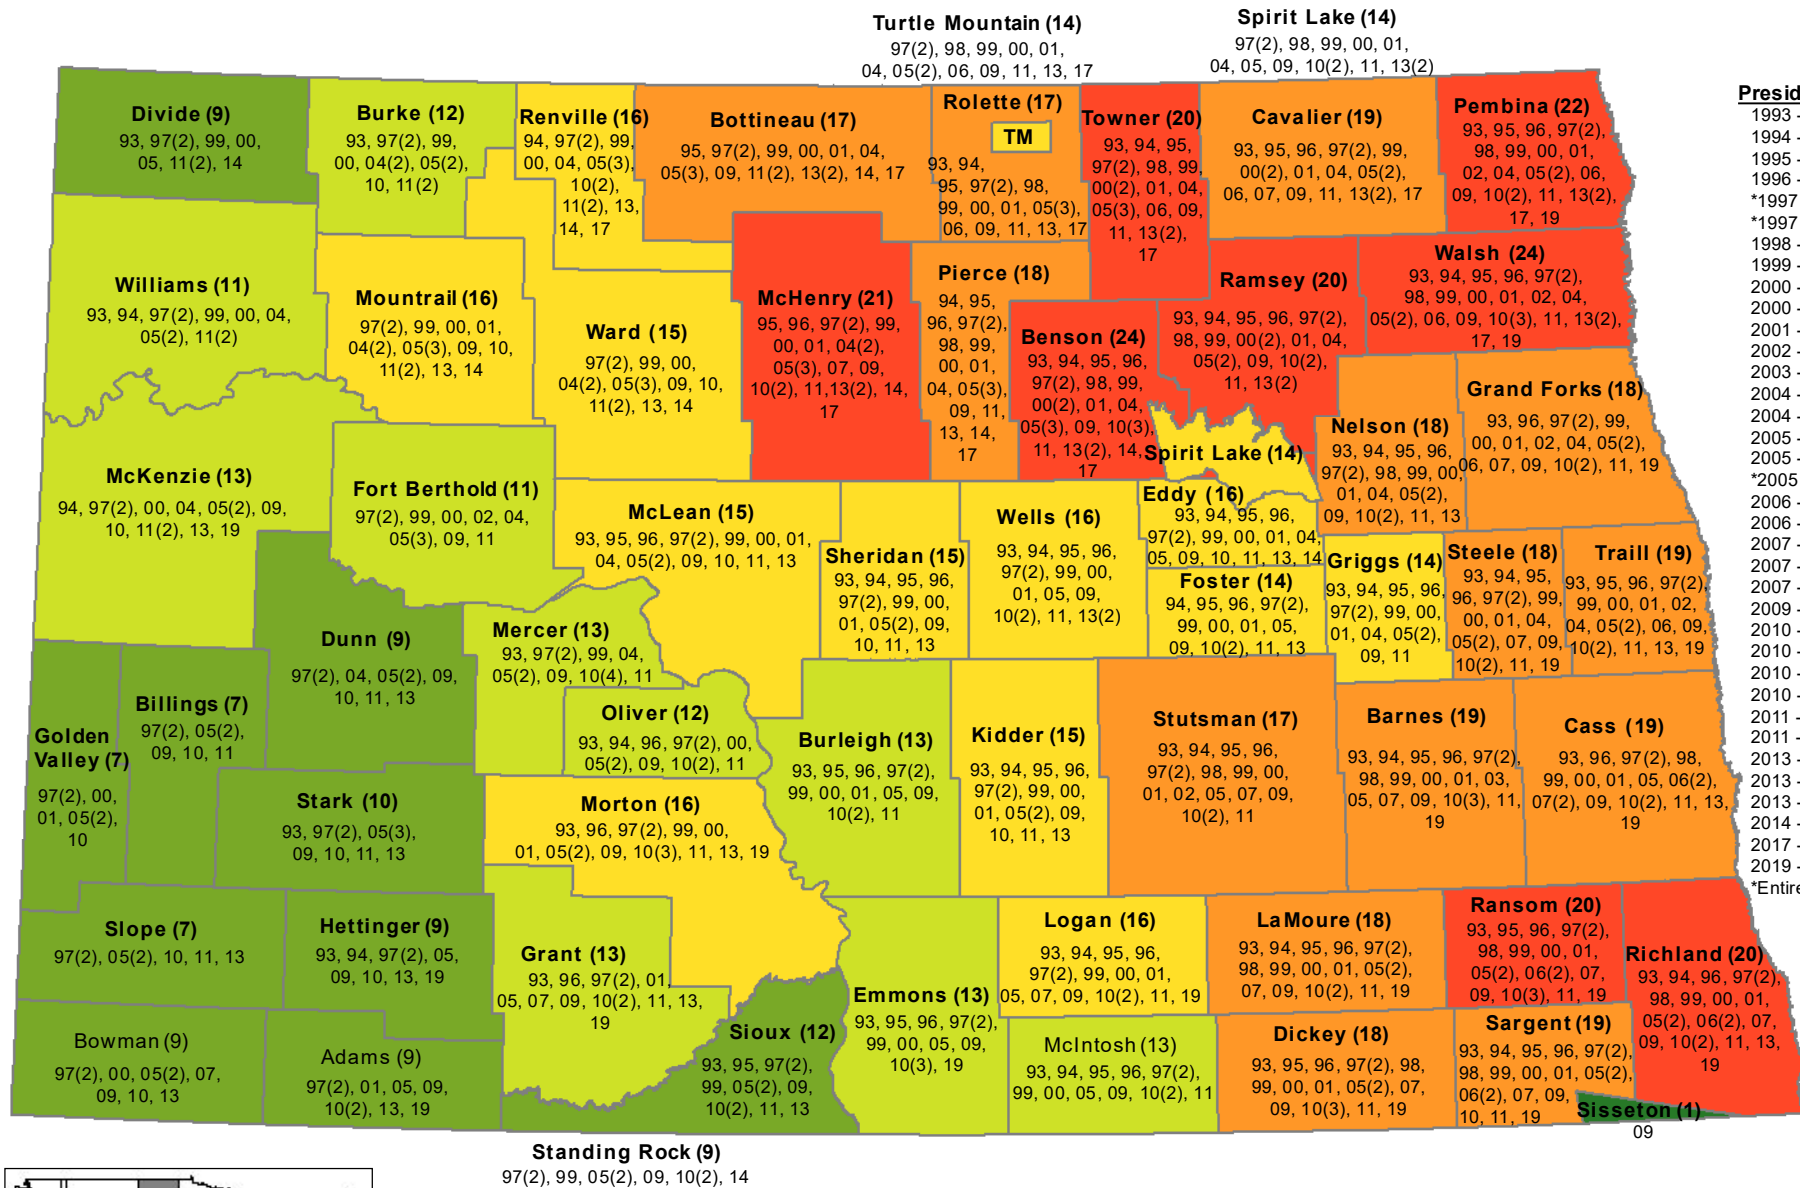 Turtle Mountain (14)
97(2), 98, 99, 00, 01,
04, 05(2), 06, 09, 11, 13, 17
Spirit Lake (14)
97(2), 98, 99, 00, 01,
04, 05, 09, 10(2), 11, 13(2)
Divide (9)
93, 97(2), 99, 00,
05, 11(2), 14
Burke (12)
93, 97(2), 99,
00, 04(2), 05(2),
10, 11(2)
Renville (16)
94, 97(2), 99,
00, 04, 05(3),
10(2),
11(2), 13,
14, 17
Bottineau (17)
95, 97(2), 99, 00, 01, 04,
05(3), 09, 11(2), 13(2), 14, 17
Rolette (17)
TM
93, 94,
95, 97(2), 98,
99, 00, 01, 05(3),
06, 09, 11, 13, 17
Towner (20)
93, 94, 95,
97(2), 98, 99,
00(2), 01, 04,
05(3), 06, 09,
11, 13(2),
17
Cavalier (19)
93, 95, 96, 97(2), 99,
00(2), 01, 04, 05(2),
06, 07, 09, 11, 13(2), 17
Pembina (22)
93, 95, 96, 97(2),
98, 99, 00, 01,
02, 04, 05(2), 06,
09, 10(2), 11, 13(2),
17, 19
Williams (11)
93, 94, 97(2), 99, 00, 04,
05(2), 11(2)
Mountrail (16)
97(2), 99, 00, 01,
04(2), 05(3), 09, 10,
11(2), 13, 14
Ward (15)
97(2), 99, 00,
04(2), 05(3), 09, 10,
11(2), 13, 14
McHenry (21)
95, 96, 97(2), 99,
00, 01, 04(2),
05(3), 07, 09,
10(2), 11,13(2), 14,
17
Pierce (18)
94, 95,
96, 97(2),
98, 99,
00, 01,
04, 05(3),
09, 11,
13, 14,
17
Benson (24)
93, 94, 95, 96,
97(2), 98, 99,
00(2), 01, 04,
05(3), 09, 10(3),
11, 13(2), 14,
17
Ramsey (20)
93, 94, 95, 96, 97(2),
98, 99, 00(2), 01, 04,
05(2), 09, 10(2),
11, 13(2)
Walsh (24)
93, 94, 95, 96, 97(2),
98, 99, 00, 01, 02, 04,
05(2), 06, 09, 10(3), 11, 13(2),
17, 19
Spirit Lake (14)
Nelson (18)
93, 94, 95, 96,
97(2), 98, 99, 00,
01, 04, 05(2),
09, 10(2), 11, 13
Grand Forks (18)
93, 96, 97(2), 99,
00, 01, 02, 04, 05(2),
06, 07, 09, 10(2), 11, 19
McKenzie (13)
94, 97(2), 00, 04, 05(2), 09,
10, 11(2), 13, 19
Fort Berthold (11)
97(2), 99, 00, 02, 04,
05(3), 09, 11
McLean (15)
93, 95, 96, 97(2), 99, 00, 01,
04, 05(2), 09, 10, 11, 13
Sheridan (15)
93, 94, 95, 96,
97(2), 99, 00,
01, 05(2), 09,
10, 11, 13
Wells (16)
93, 94, 95, 96,
97(2), 99, 00,
01, 05, 09,
10(2), 11, 13(2)
Eddy (16)
93, 94, 95, 96,
97(2), 99, 00, 01, 04,
05, 09, 10, 11, 13, 14
Foster (14)
94, 95, 96, 97(2),
99, 00, 01, 05,
09, 10(2), 11, 13
Griggs (14)
93, 94, 95, 96,
97(2), 99, 00,
01, 04, 05(2),
09, 11
Steele (18)
93, 94, 95,
96, 97(2), 99,
00, 01, 04,
05(2), 07, 09,
10(2), 11, 19
Traill (19)
93, 95, 96, 97(2),
99, 00, 01, 02,
04, 05(2), 06, 09,
10(2), 11, 13, 19
Dunn (9)
97(2), 04, 05(2), 09,
10, 11, 13
Mercer (13)
93, 97(2), 99, 04,
05(2), 09, 10(4), 11
Oliver (12)
93, 94, 96, 97(2), 00,
05(2), 09, 10(2), 11
Golden
Valley (7)
97(2), 00,
01, 05(2),
10
Billings (7)
97(2), 05(2),
09, 10, 11
Stark (10)
93, 97(2), 05(3),
09, 10, 11, 13
Morton (16)
93, 96, 97(2), 99, 00,
01, 05(2), 09, 10(3), 11, 13, 19
Burleigh (13)
93, 95, 96, 97(2),
99, 00, 01, 05, 09,
10(2), 11
Kidder (15)
93, 94, 95, 96,
97(2), 99, 00,
01, 05(2), 09,
10, 11, 13
Stutsman (17)
93, 94, 95, 96,
97(2), 98, 99, 00,
01, 02, 05, 07, 09,
10(2), 11
Barnes (19)
93, 94, 95, 96, 97(2),
98, 99, 00, 01, 03,
05, 07, 09, 10(3), 11,
19
Cass (19)
93, 96, 97(2), 98,
99, 00, 01, 05, 06(2),
07(2), 09, 10(2), 11, 13,
19
Slope (7)
97(2), 05(2), 10, 11, 13
Hettinger (9)
93, 94, 97(2), 05,
09, 10, 13, 19
Grant (13)
93, 96, 97(2), 01,
05, 07, 09, 10(2), 11, 13,
19
Bowman (9)
97(2), 00, 05(2), 07,
09, 10, 13
Adams (9)
97(2), 01, 05, 09,
10(2), 13, 19
Sioux (12)
93, 95, 97(2),
99, 05(2), 09,
10(2), 11, 13
Emmons (13)
93, 95, 96, 97(2),
99, 00, 05, 09,
10(3), 19
Logan (16)
93, 94, 95, 96,
97(2), 99, 00, 01,
05, 07, 09, 10(2), 11, 19
McIntosh (13)
93, 94, 95, 96, 97(2),
99, 00, 05, 09, 10(2), 11
LaMoure (18)
93, 94, 95, 96, 97(2),
98, 99, 00, 01, 05(2),
07, 09, 10(2), 11, 19
Dickey (18)
93, 95, 96, 97(2), 98,
99, 00, 01, 05(2), 07,
09, 10(3), 11, 19
Ransom (20)
93, 95, 96, 97(2),
98, 99, 00, 01,
05(2), 06(2), 07,
09, 10(3), 11, 19
Sargent (19)
93, 94, 95, 96, 97(2),
98, 99, 00, 01, 05(2),
06(2), 07, 09,
10, 11, 19
Richland (20)
93, 94, 96, 97(2),
98, 99, 00, 01,
05(2), 06(2), 07,
09, 10(2), 11, 13,
19
Sisseton (1)
09
Standing Rock (9)
97(2), 99, 05(2), 09, 10(2), 14
Presid
1993 -
1994 -
1995 -
1996 -
*1997
*1997
1998 -
1999 -
2000 -
2000 -
2001 -
2002 -
2003 -
2004 -
2004 -
2005 -
2005 -
*2005
2006 -
2006 -
2007 -
2007 -
2007 -
2009 -
2010 -
2010 -
2010 -
2010 -
2011 -
2011 -
2013 -
2013 -
2013 -
2014 -
2017 -
2019 -
*Entire